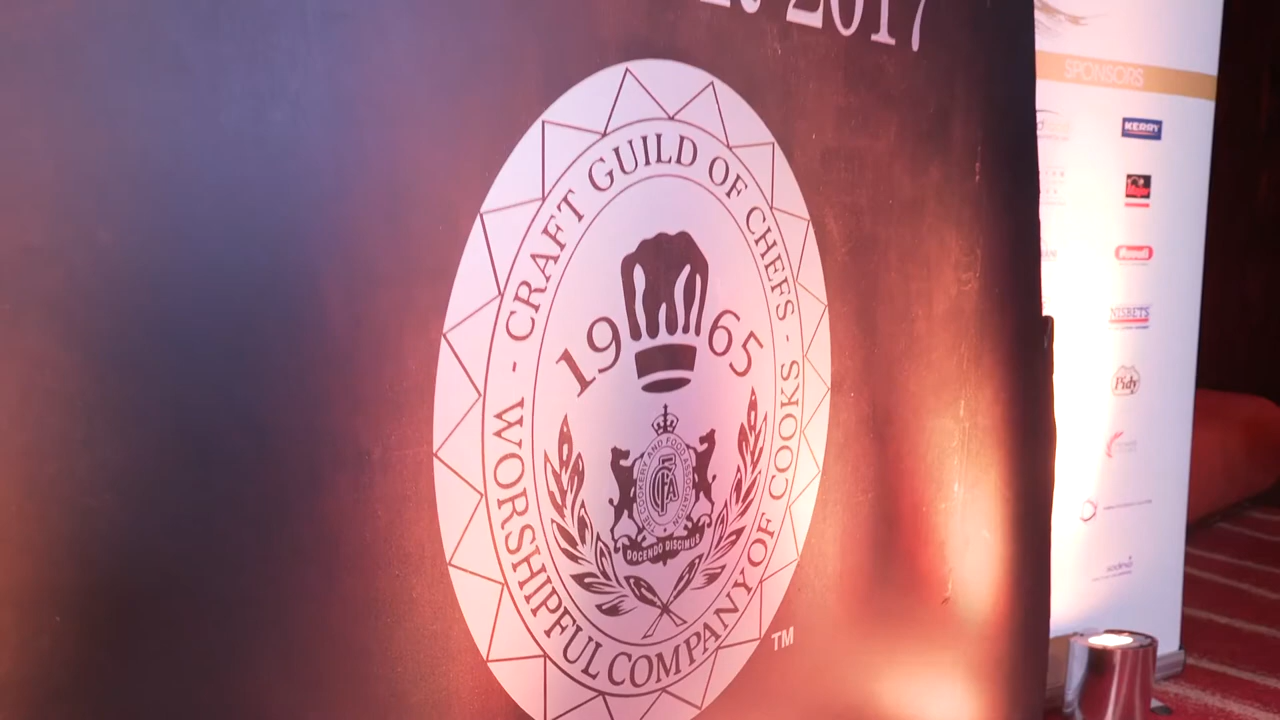 2017
CRAFT GUILD OF CHEFS -
WORSHIPFUL COMPANY OF COOKS -
1965
THE COOKERY AND FOOD ASSOCIATION
CFA
DOCENDO DISCIMUS
TM
SPONSORS
KERRY
NISBETS
Pidy